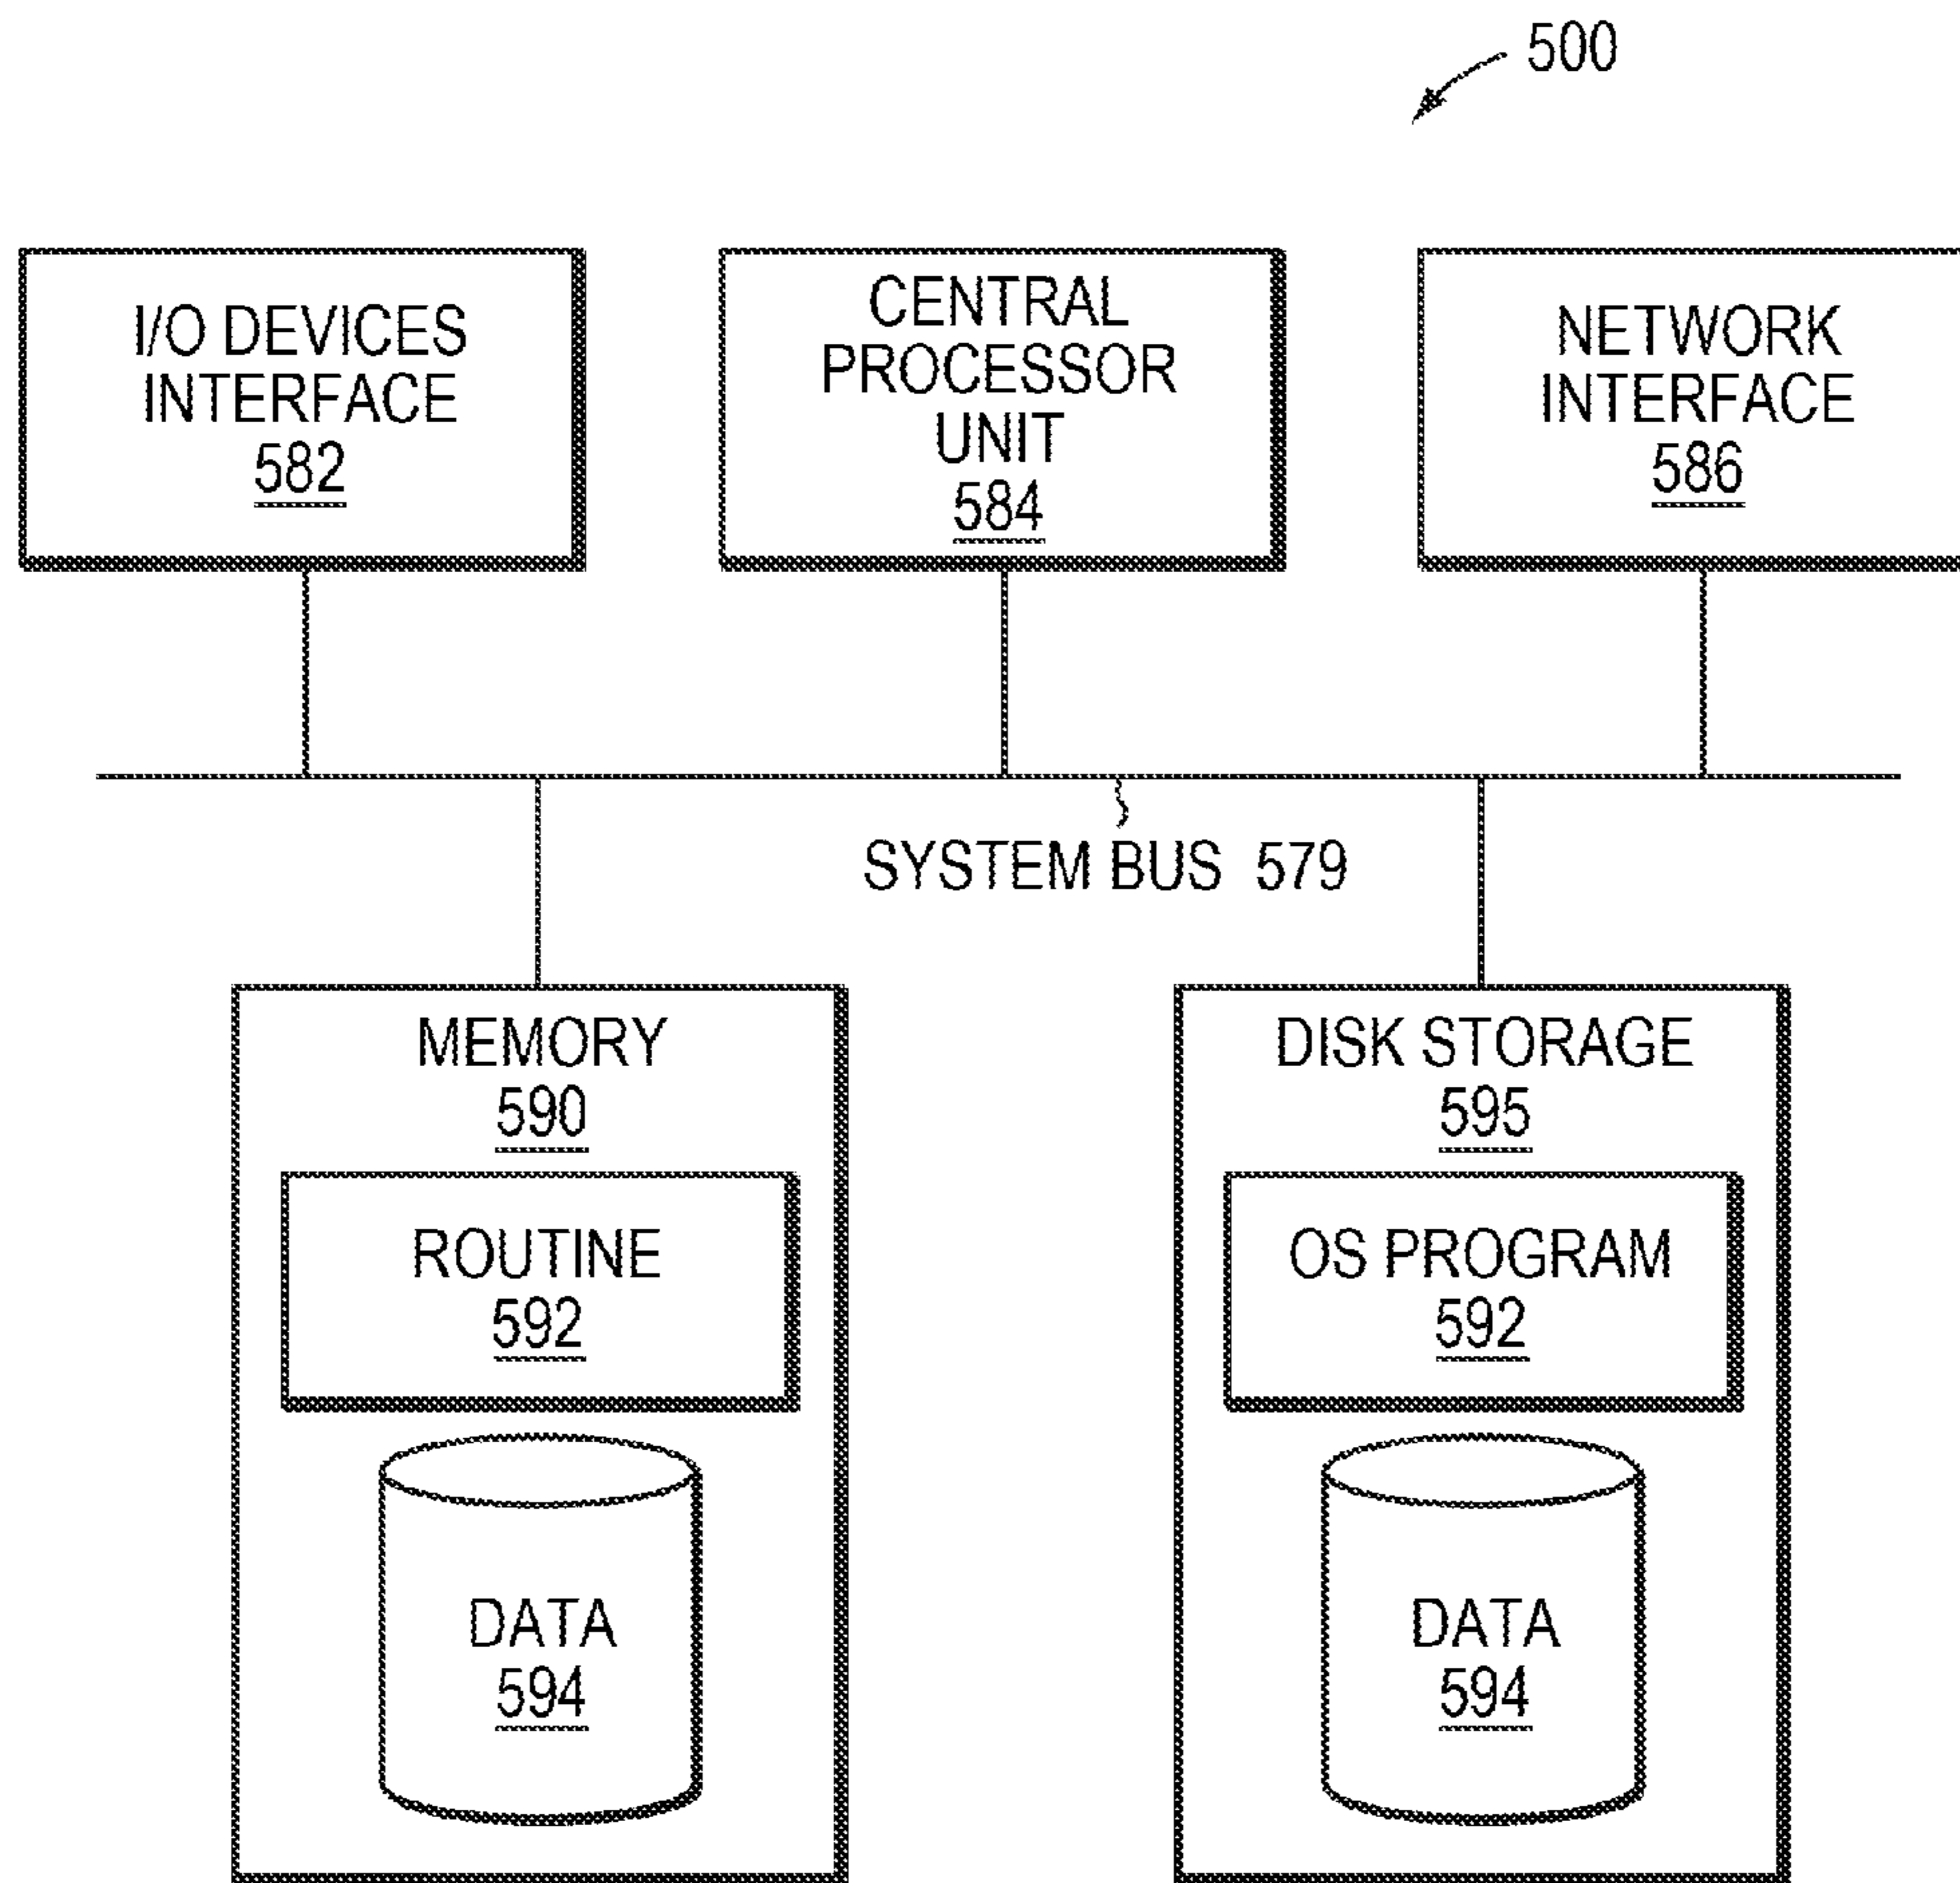 500
I/O DEVICES
INTERFACE
582
CENTRAL
PROCESSOR
UNIT
584
NETWORK
INTERFACE
586
SYSTEM BUS 579
MEMORY
590
ROUTINE
592
DATA
594
DISK STORAGE
595
OS PROGRAM
592
DATA
594